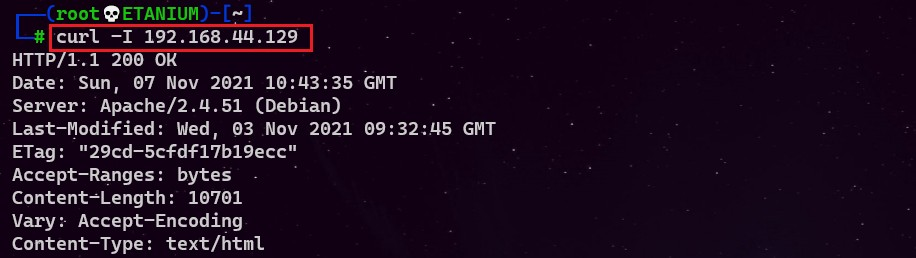 ┌──(root💀ETANIUM)-[~]
└─# curl -I 192.168.44.129
HTTP/1.1 200 OK
Date: Sun, 07 Nov 2021 10:43:35 GMT
Server: Apache/2.4.51 (Debian)
Last-Modified: Wed, 03 Nov 2021 09:32:45 GMT
ETag: "29cd-5cfdf17b19ecc"
Accept-Ranges: bytes
Content-Length: 10701
Vary: Accept-Encoding
Content-Type: text/html